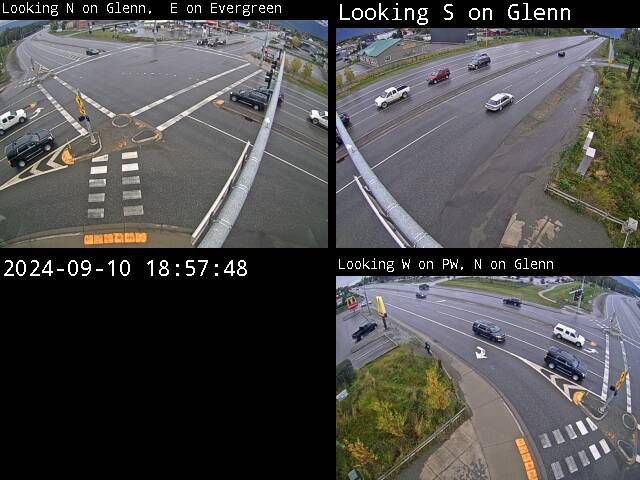 Looking N on Glenn,  E on Evergreen
Looking S on Glenn
2024-09-10 18:57:48
Looking W on PW, N on Glenn